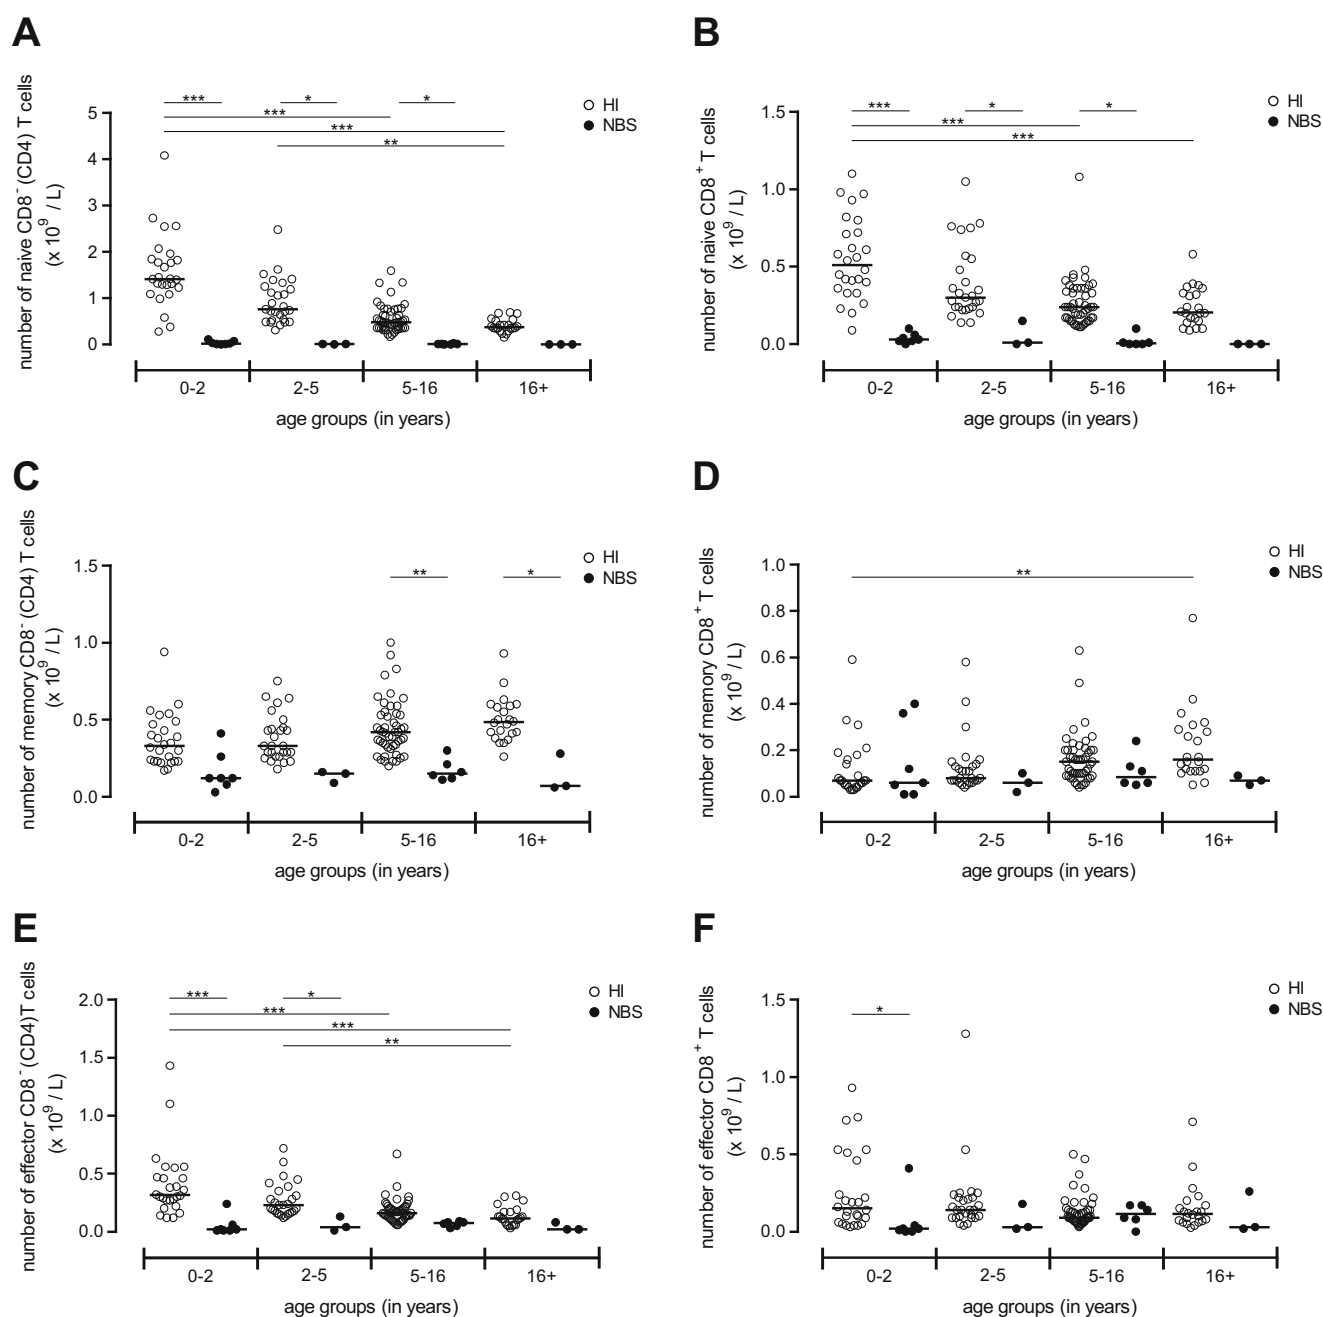 A
number of naive CD8⁻ (CD4) T cells
(x 10⁹ / L)
5
4
3
2
1
0
***
*
*
***
***
**
HI
NBS
0-2
2-5
5-16
16+
age groups (in years)
B
number of naive CD8⁺ T cells
(x 10⁹ / L)
1.5
1.0
0.5
0.0
***
*
*
***
***
HI
NBS
0-2
2-5
5-16
16+
age groups (in years)
C
number of memory CD8⁻ (CD4) T cells
(x 10⁹ / L)
1.5
1.0
0.5
0.0
**
*
HI
NBS
0-2
2-5
5-16
16+
age groups (in years)
D
number of memory CD8⁺ T cells
(x 10⁹ / L)
1.0
0.8
0.6
0.4
0.2
0.0
**
HI
NBS
0-2
2-5
5-16
16+
age groups (in years)
E
number of effector CD8⁻ (CD4)T cells
(x 10⁹ / L)
2.0
1.5
1.0
0.5
0.0
***
*
***
***
**
HI
NBS
0-2
2-5
5-16
16+
age groups (in years)
F
number of effector CD8⁺ T cells
(x 10⁹ / L)
1.5
1.0
0.5
0.0
*
HI
NBS
0-2
2-5
5-16
16+
age groups (in years)